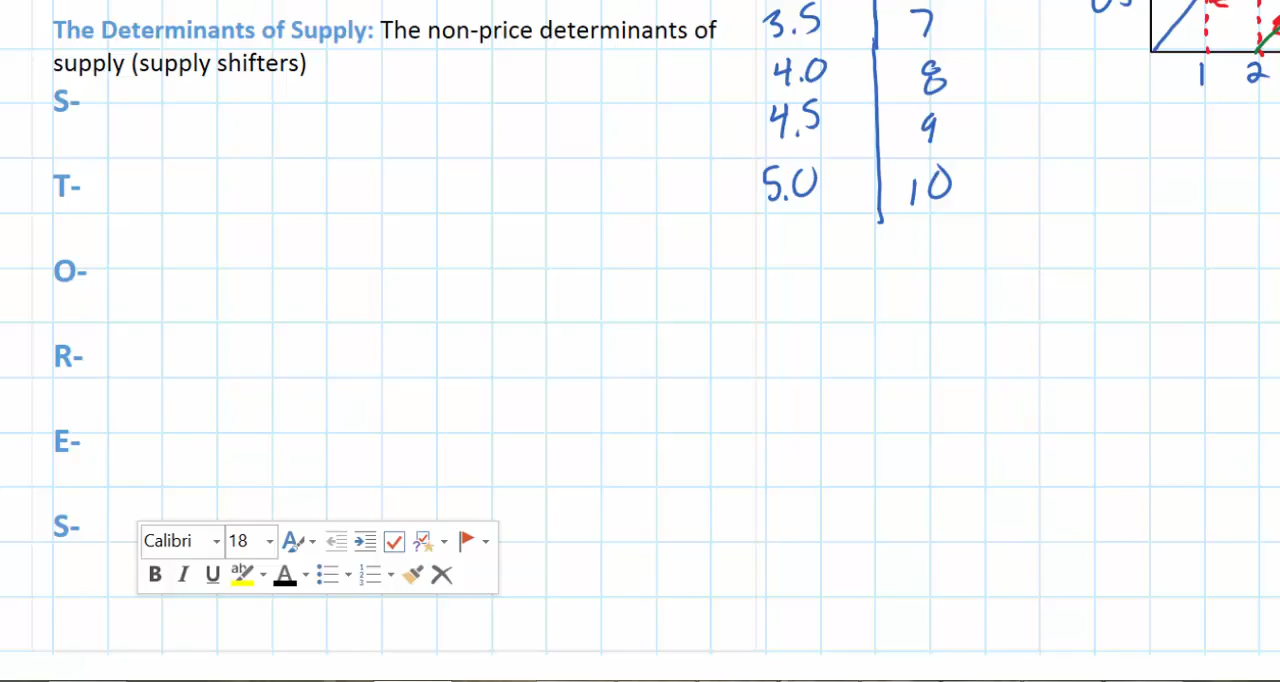 The Determinants of Supply: The non-price determinants of
supply (supply shifters)
S-
T-
O-
R-
E-
S-
3.5 7
4.0 8
4.5 9
5.0 10
1 2
Calibri 18
B I U ab A